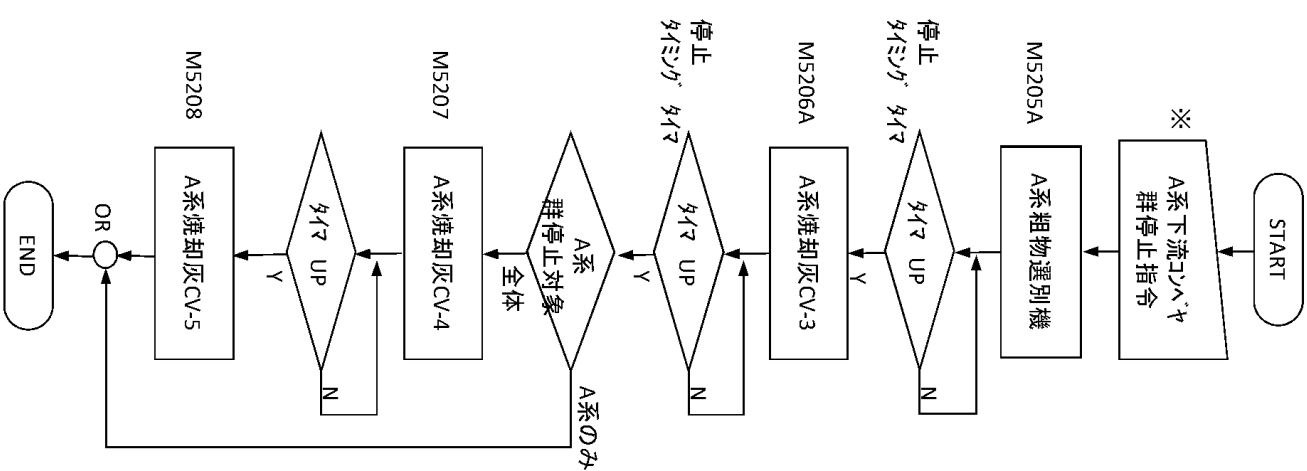 START
※
A系下流コンベヤ
群停止指令
M5205A
A系粗物選別機
停止
タイミング タイマ
タイマ UP
N
Y
M5206A
A系焼却灰CV-3
停止
タイミング タイマ
タイマ UP
N
Y
A系
群停止対象
全体
A系のみ
M5207
A系焼却灰CV-4
タイマ UP
N
Y
M5208
A系焼却灰CV-5
OR
END